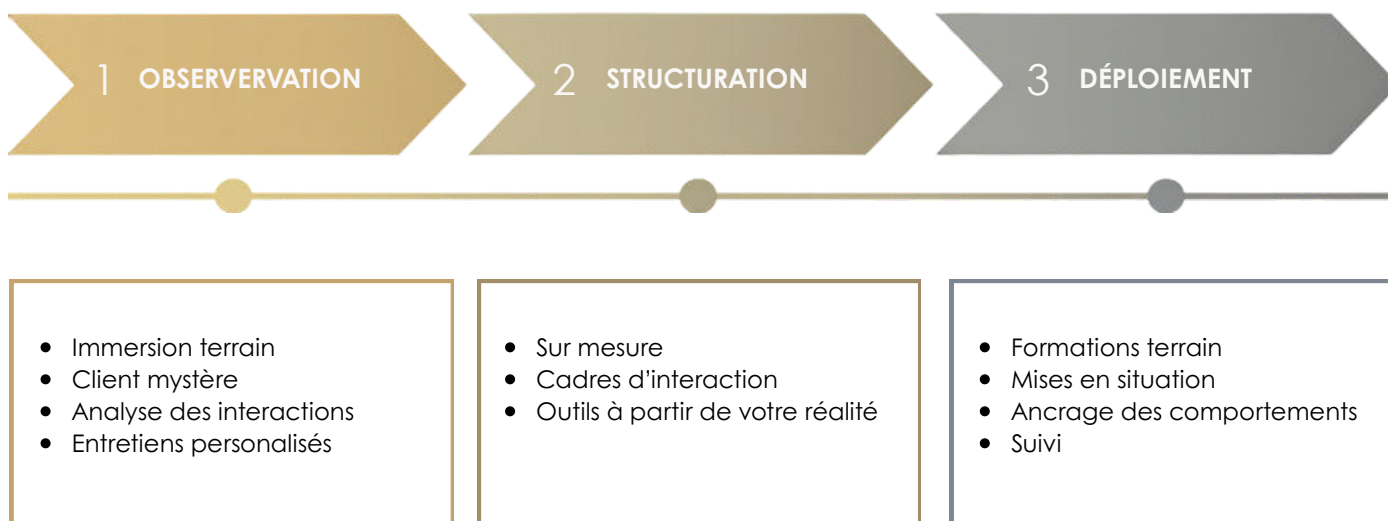 1 OBSERVERVATION
2 STRUCTURATION
3 DÉPLOIEMENT
• Immersion terrain
• Client mystère
• Analyse des interactions
• Entretiens personalisés
• Sur mesure
• Cadres d'interaction
• Outils à partir de votre réalité
• Formations terrain
• Mises en situation
• Ancrage des comportements
• Suivi